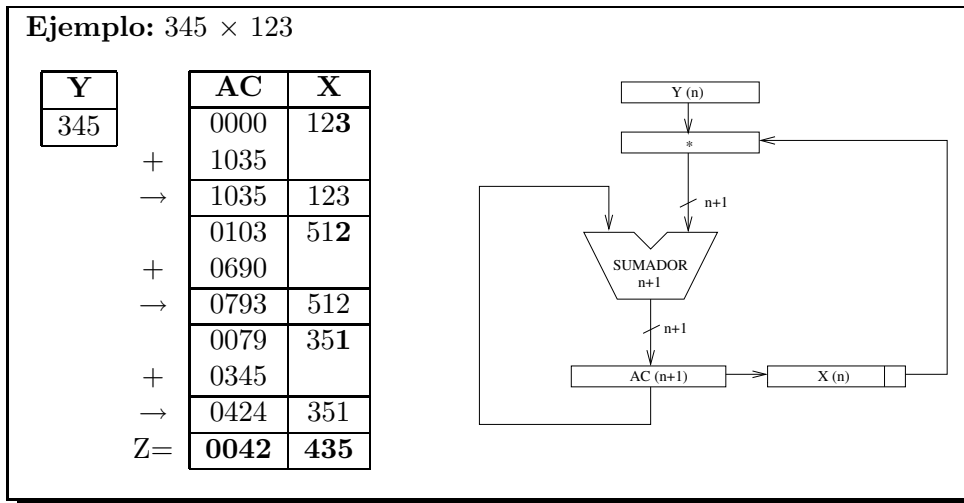 Ejemplo: 345 × 123
Y
345
AC X
0000 123
+ 1035
→ 1035 123
0103 512
+ 0690
→ 0793 512
0079 351
+ 0345
→ 0424 351
Z= 0042 435
Y (n)
*
n+1
SUMADOR
n+1
n+1
AC (n+1)
X (n)